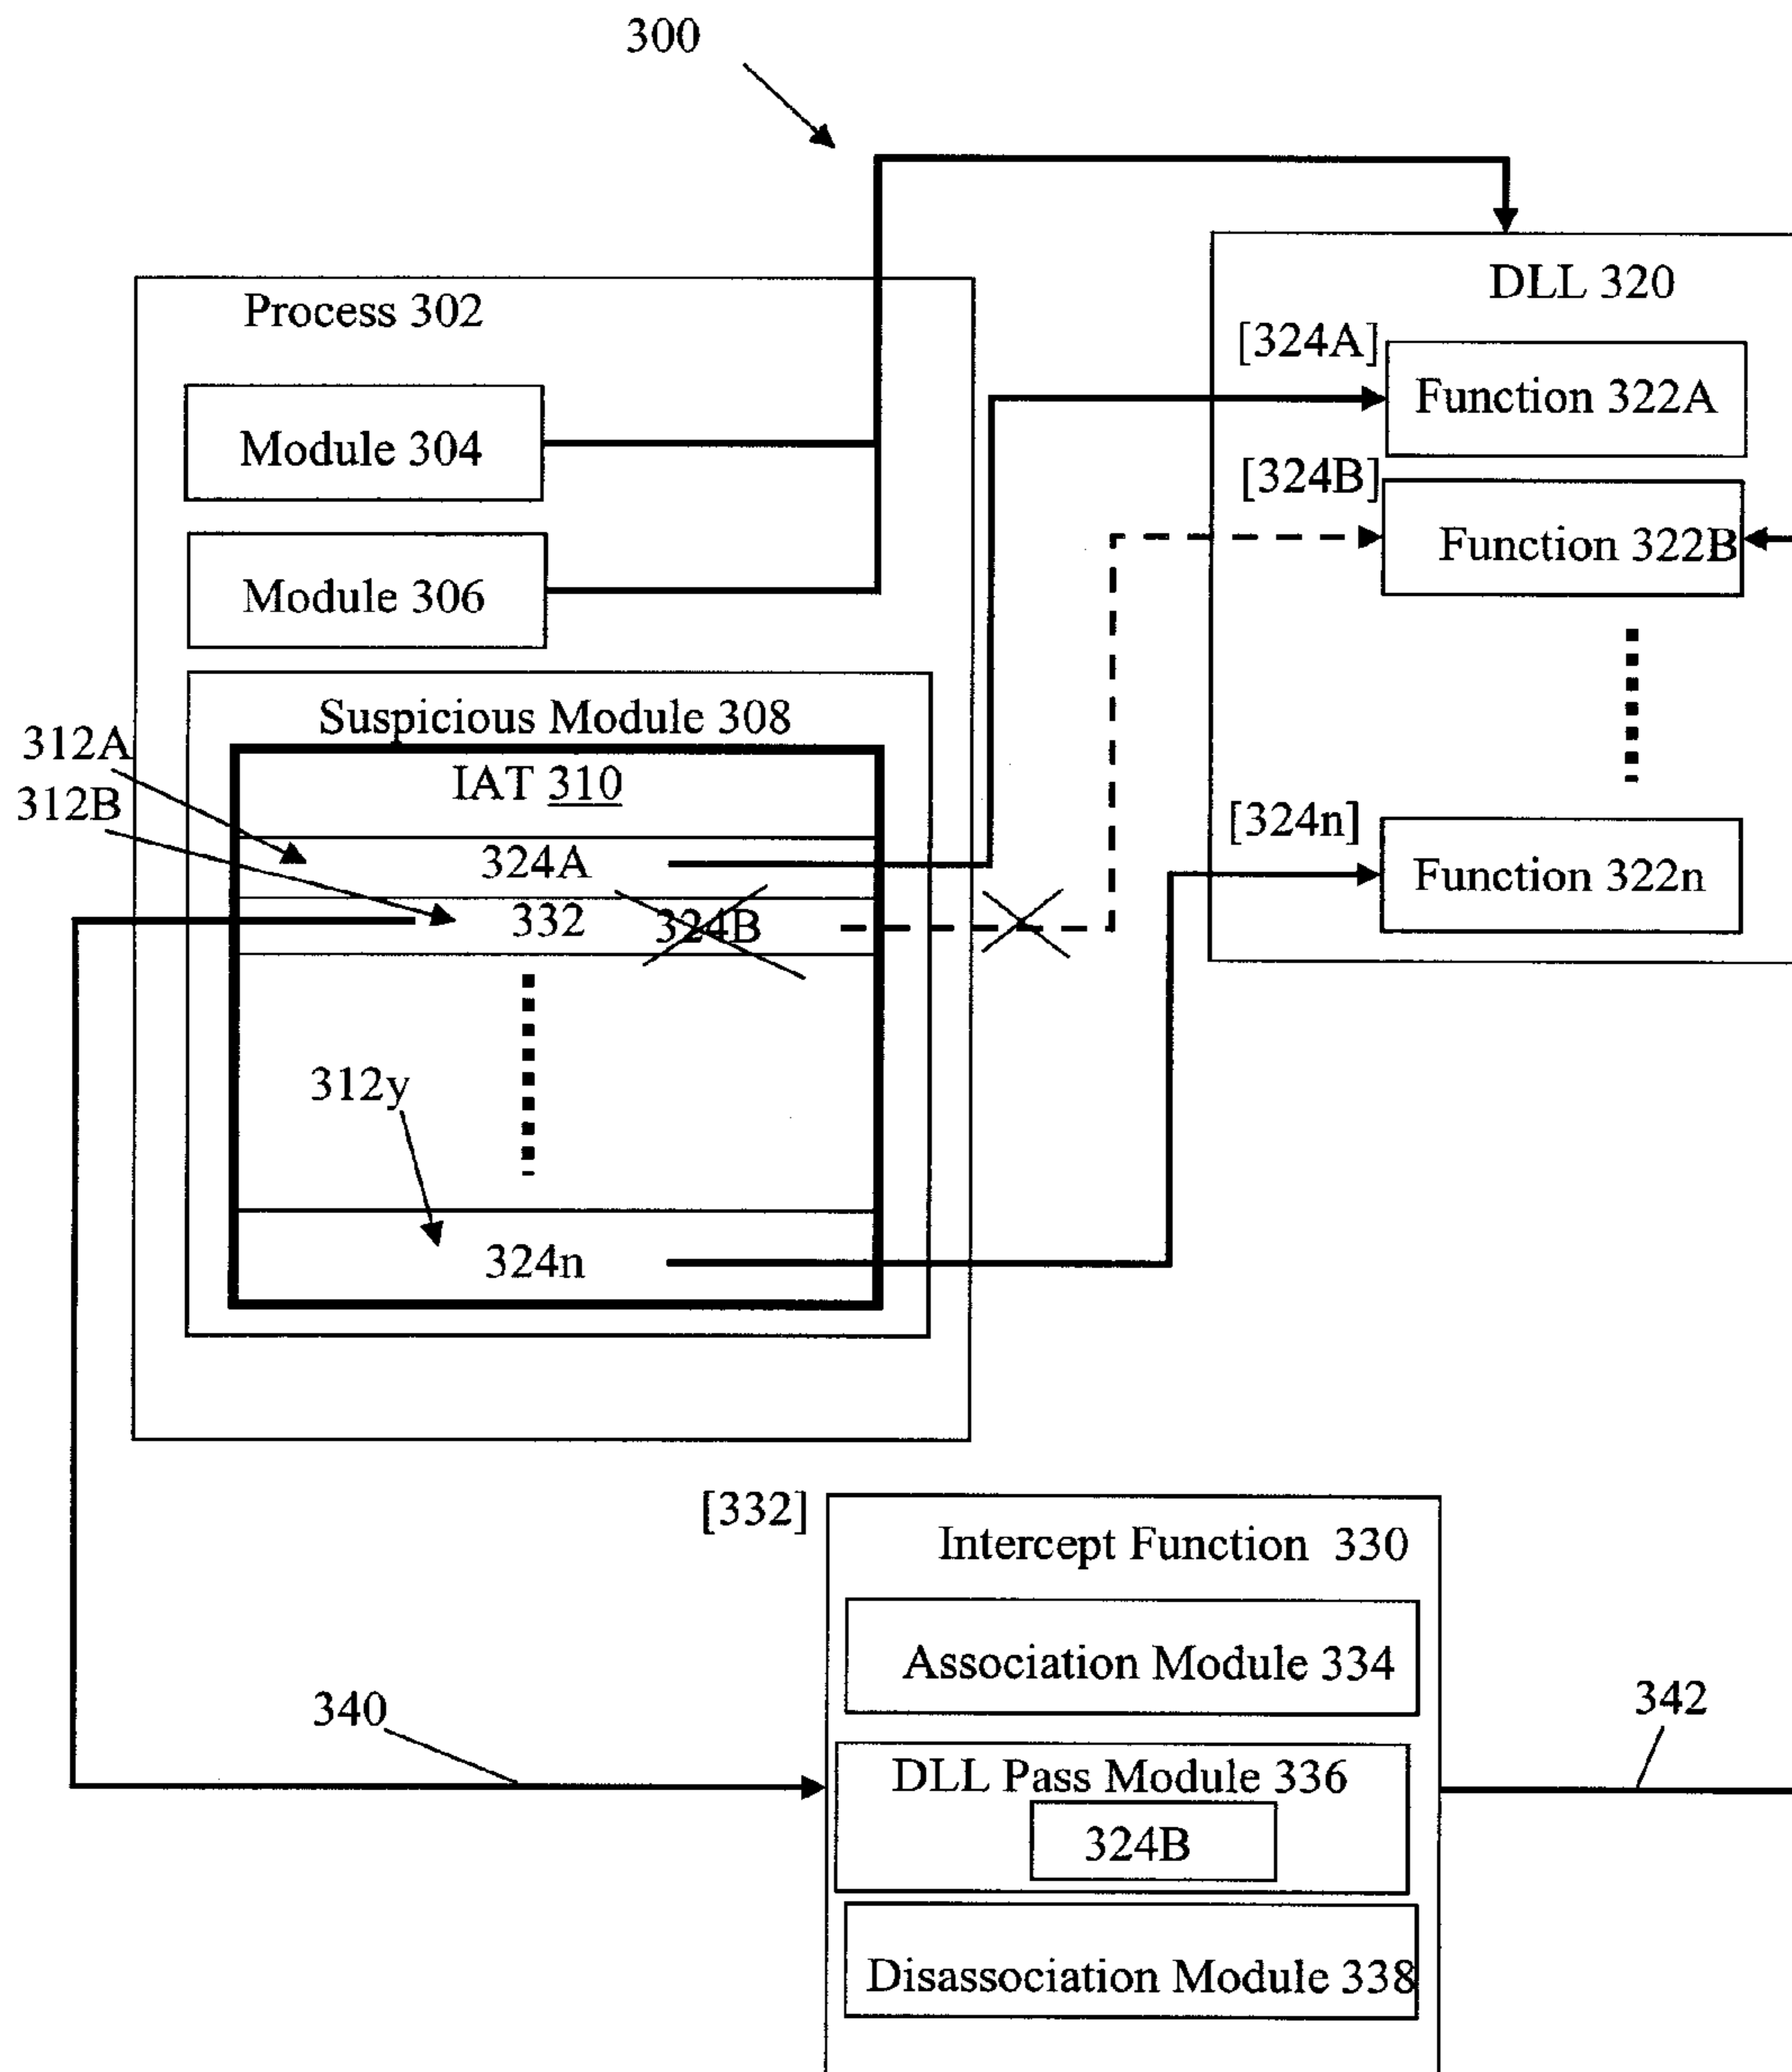 300
DLL 320
Process 302
[324A]
Function 322A
Module 304
[324B]
Function 322B
Module 306
Suspicious Module 308
312A
IAT 310
312B
[324n]
324A
Function 322n
332 324B
312y
324n
[332]
Intercept Function 330
Association Module 334
340
342
DLL Pass Module 336
324B
Disassociation Module 338